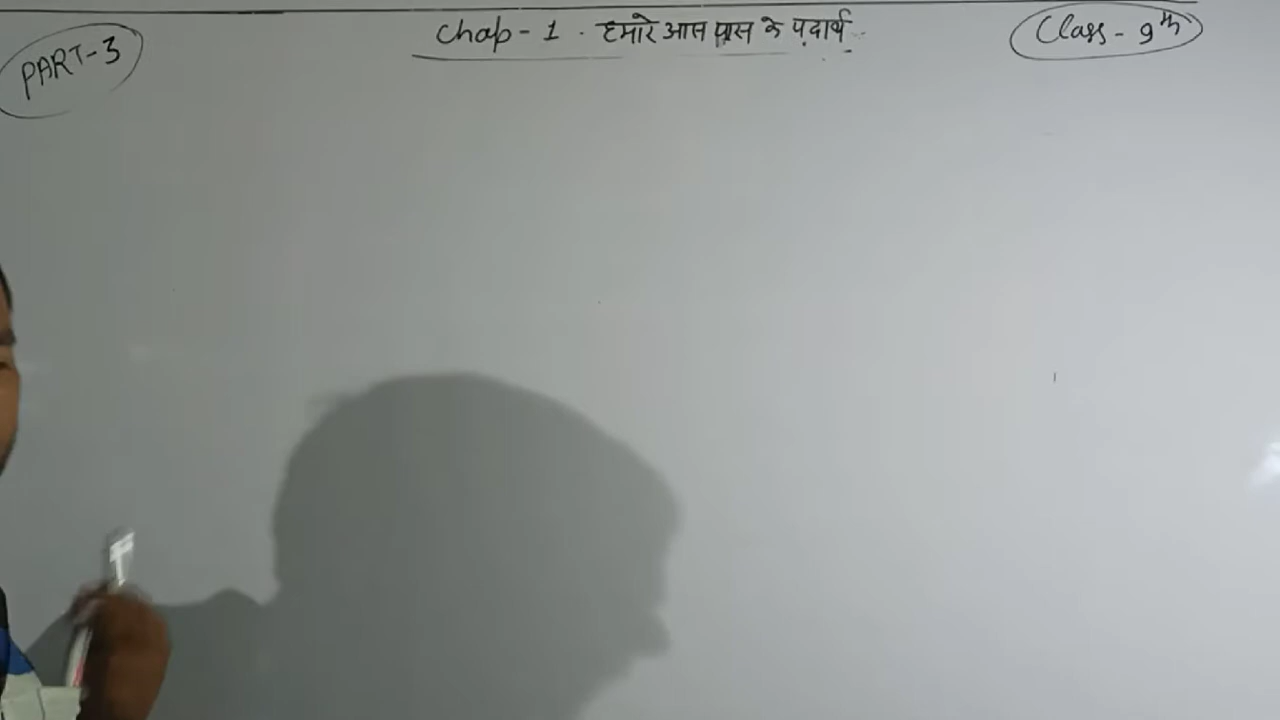 PART-3
Chap-1. हमारे आस पास के पदार्थ
Class-9th